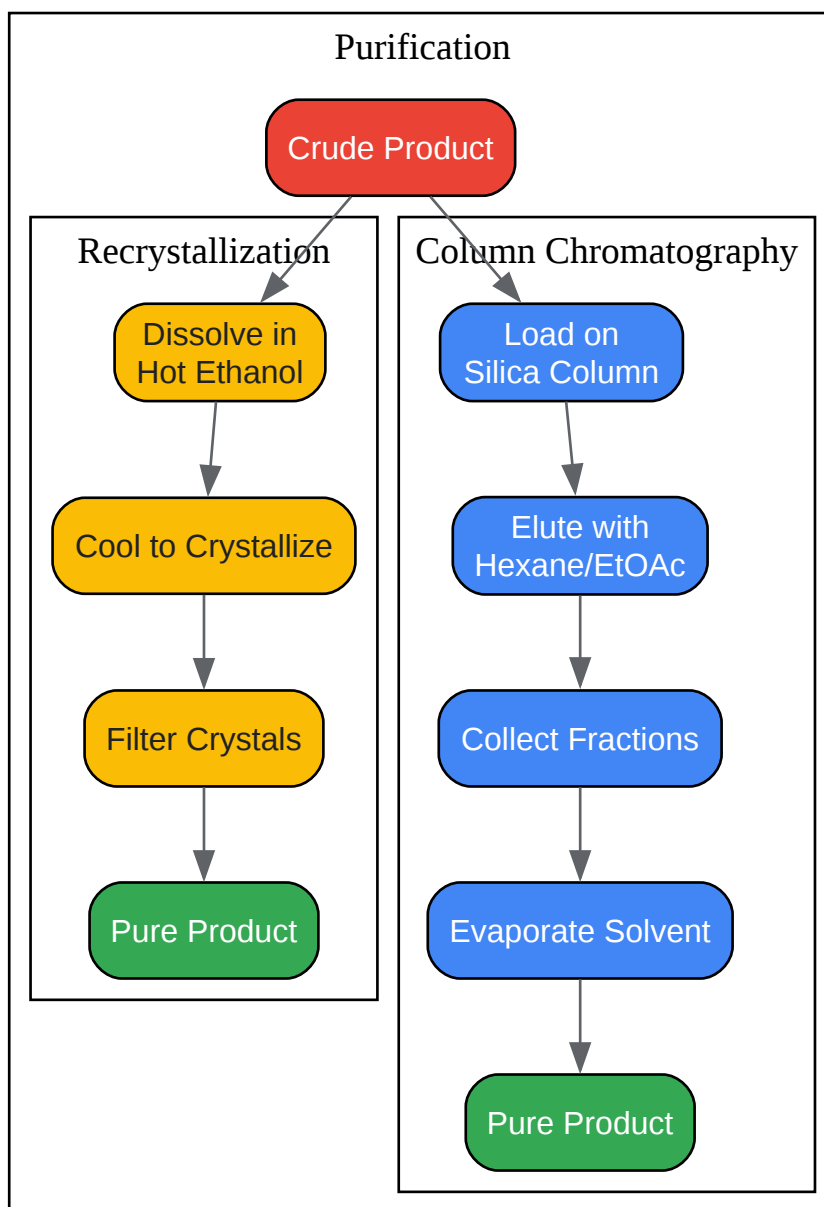 Purification
Crude Product
Recrystallization
Dissolve in
Hot Ethanol
Cool to Crystallize
Filter Crystals
Pure Product
Column Chromatography
Load on
Silica Column
Elute with
Hexane/EtOAc
Collect Fractions
Evaporate Solvent
Pure Product